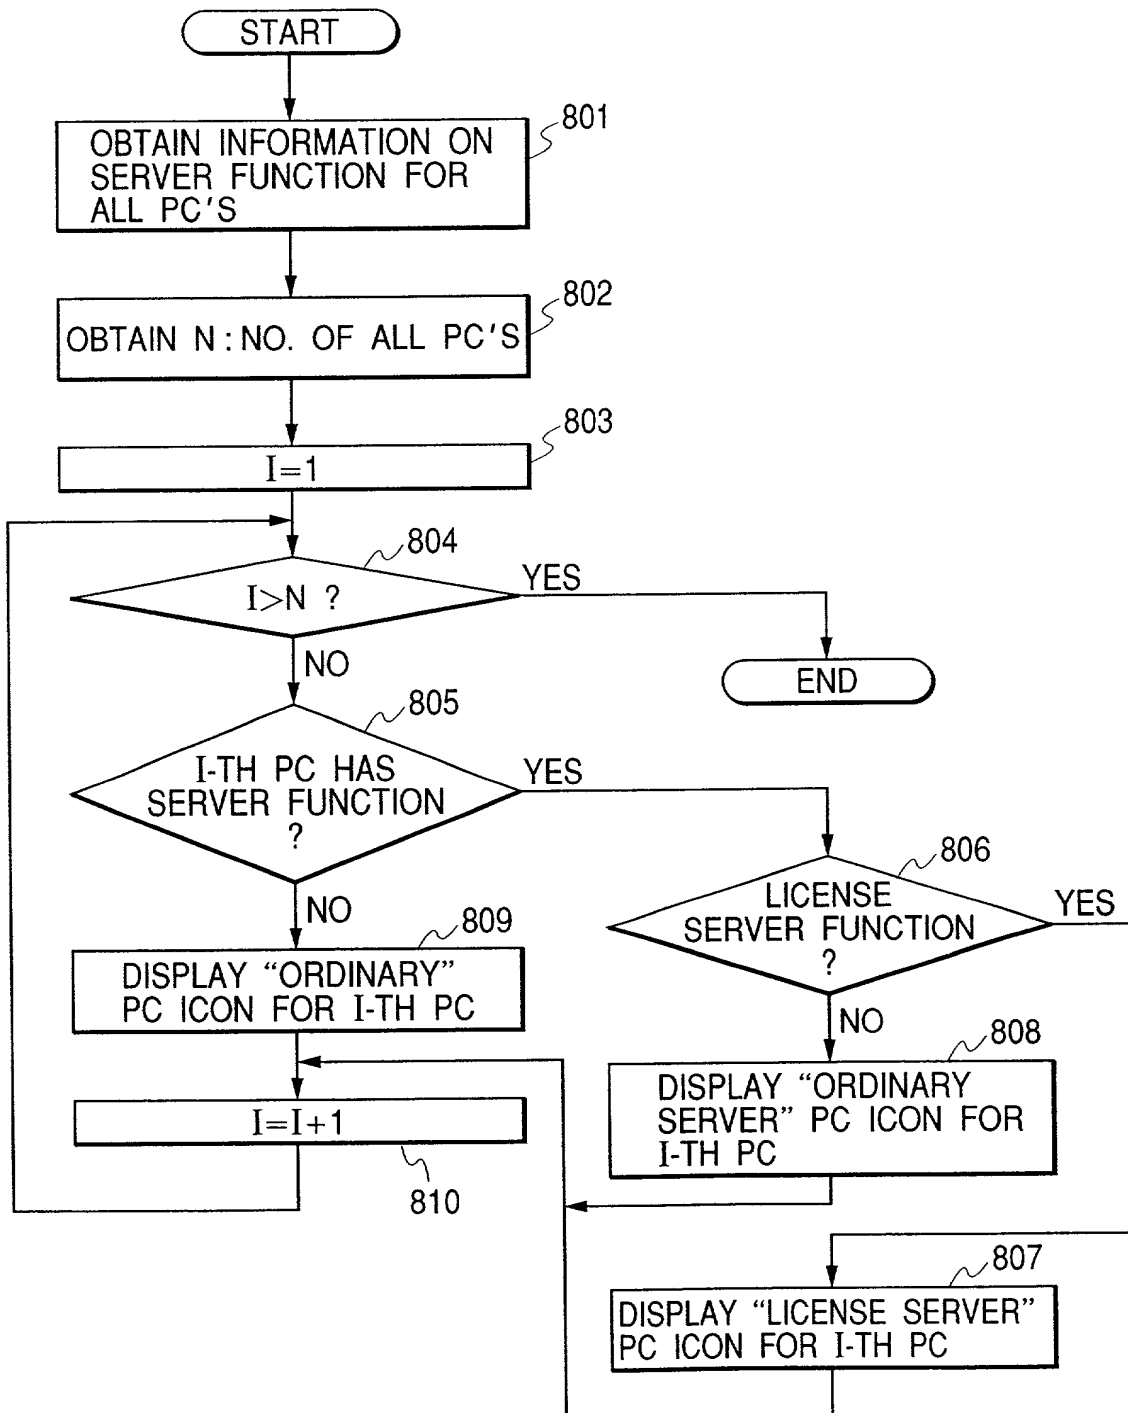 START
801
OBTAIN INFORMATION ON
SERVER FUNCTION FOR
ALL PC'S
802
OBTAIN N : NO. OF ALL PC'S
803
I=1
804
I>N ?
YES
NO
END
805
I-TH PC HAS
SERVER FUNCTION
?
YES
NO
806
LICENSE
SERVER FUNCTION
?
YES
NO
809
DISPLAY “ORDINARY”
PC ICON FOR I-TH PC
808
DISPLAY “ORDINARY
SERVER” PC ICON FOR
I-TH PC
I=I+1
810
807
DISPLAY “LICENSE SERVER”
PC ICON FOR I-TH PC